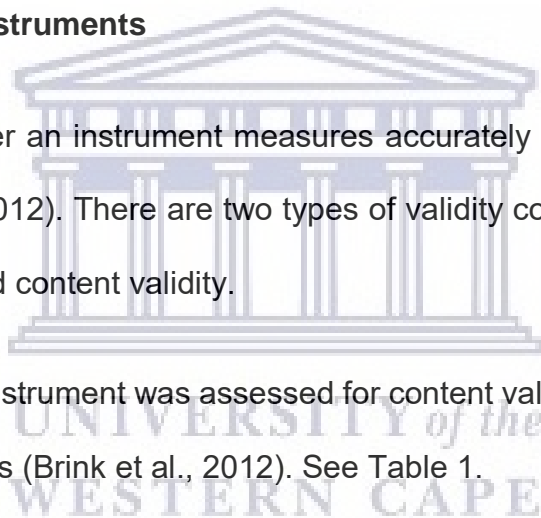 struments
er an instrument measures accurately
012). There are two types of validity co
d content validity.
strument was assessed for content val
UNIVERSITY of the
s (Brink et al., 2012). See Table 1.
WESTERN CAPE